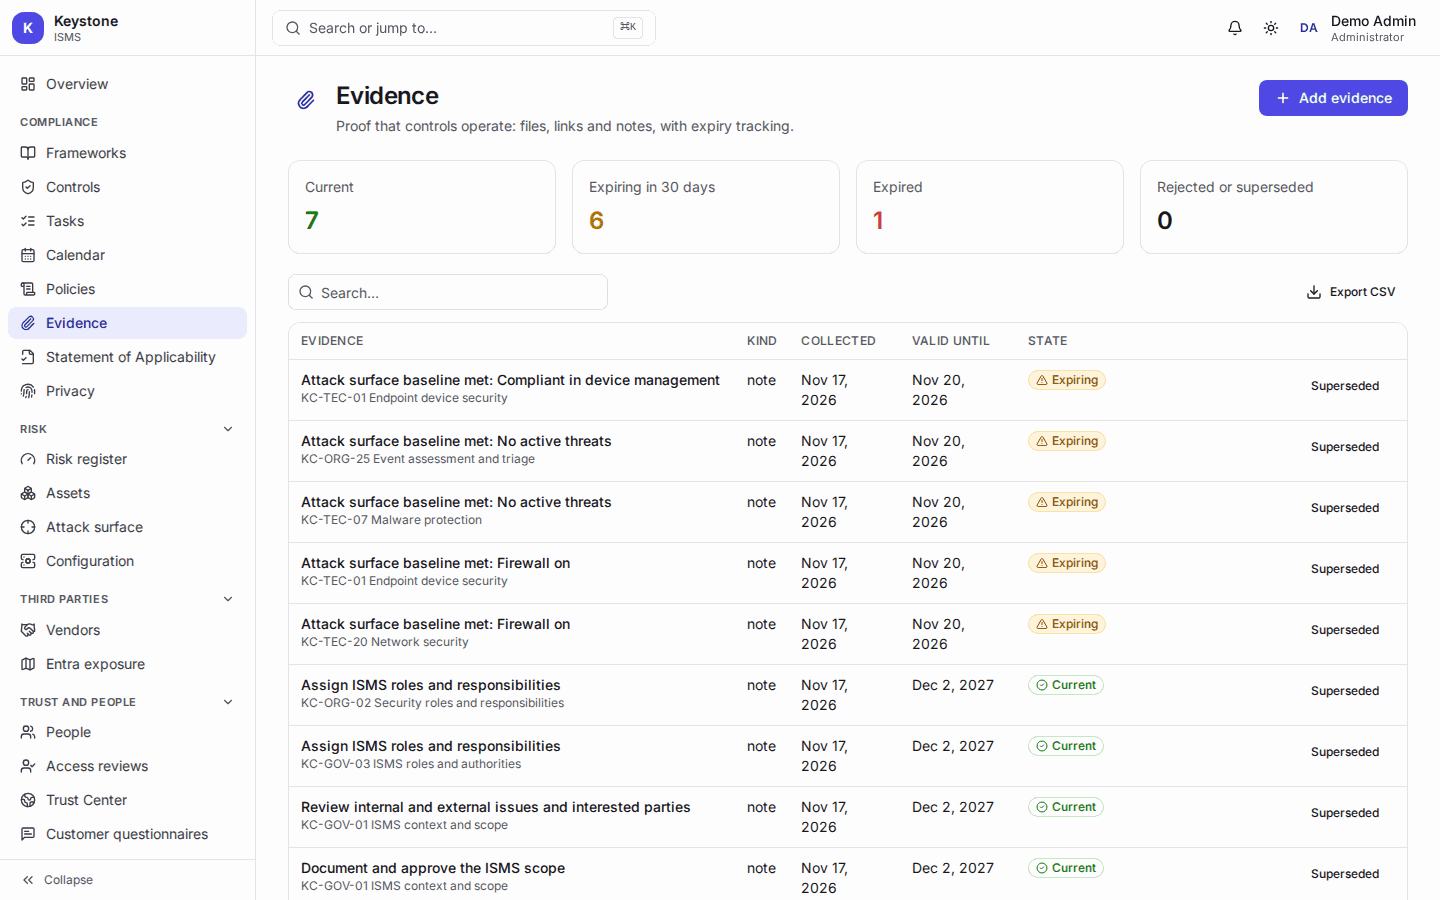 K
Keystone
ISMS
Search or jump to...
⌘K
DA
Demo Admin
Administrator
Overview
COMPLIANCE
Frameworks
Controls
Tasks
Calendar
Policies
Evidence
Statement of Applicability
Privacy
RISK
Risk register
Assets
Attack surface
Configuration
THIRD PARTIES
Vendors
Entra exposure
TRUST AND PEOPLE
People
Access reviews
Trust Center
Customer questionnaires
Collapse
Evidence
Proof that controls operate: files, links and notes, with expiry tracking.
Add evidence
Current
7
Expiring in 30 days
6
Expired
1
Rejected or superseded
0
Search...
Export CSV
EVIDENCE KIND COLLECTED VALID UNTIL STATE
Attack surface baseline met: Compliant in device management note Nov 17, Nov 20, Expiring Superseded
KC-TEC-01 Endpoint device security 2026 2026
Attack surface baseline met: No active threats note Nov 17, Nov 20, Expiring Superseded
KC-ORG-25 Event assessment and triage 2026 2026
Attack surface baseline met: No active threats note Nov 17, Nov 20, Expiring Superseded
KC-TEC-07 Malware protection 2026 2026
Attack surface baseline met: Firewall on note Nov 17, Nov 20, Expiring Superseded
KC-TEC-01 Endpoint device security 2026 2026
Attack surface baseline met: Firewall on note Nov 17, Nov 20, Expiring Superseded
KC-TEC-20 Network security 2026 2026
Assign ISMS roles and responsibilities note Nov 17, Dec 2, 2027 Current Superseded
KC-ORG-02 Security roles and responsibilities 2026
Assign ISMS roles and responsibilities note Nov 17, Dec 2, 2027 Current Superseded
KC-GOV-03 ISMS roles and authorities 2026
Review internal and external issues and interested parties note Nov 17, Dec 2, 2027 Current Superseded
KC-GOV-01 ISMS context and scope 2026
Document and approve the ISMS scope note Nov 17, Dec 2, 2027 Current Superseded
KC-GOV-01 ISMS context and scope 2026